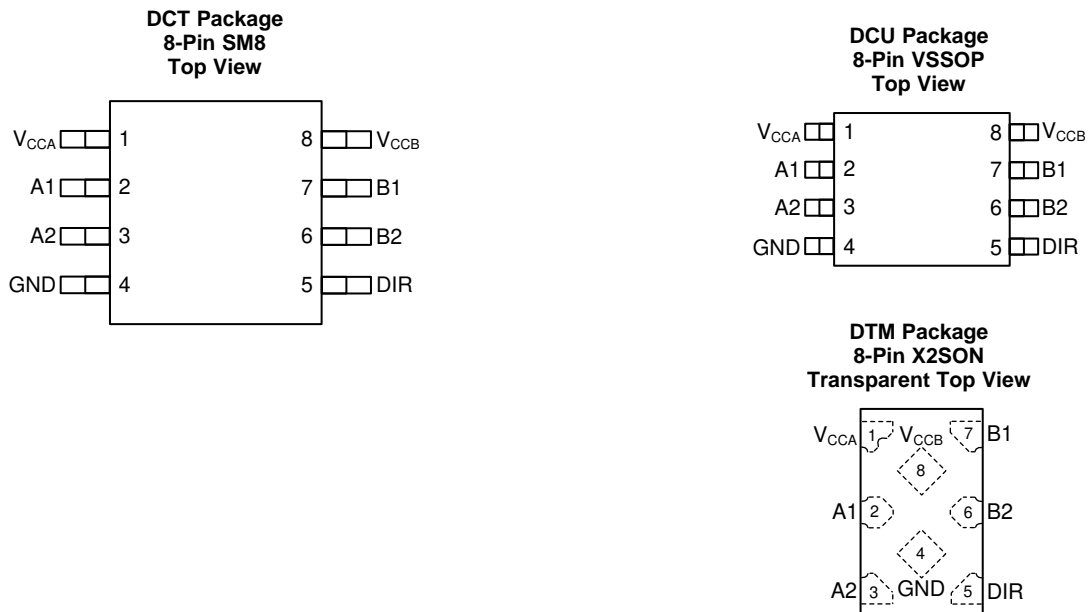 DCT Package
8-Pin SM8
Top View
VCCA 1 8 VCCB
A1 2 7 B1
A2 3 6 B2
GND 4 5 DIR
DCU Package
8-Pin VSSOP
Top View
VCCA 1 8 VCCB
A1 2 7 B1
A2 3 6 B2
GND 4 5 DIR
DTM Package
8-Pin X2SON
Transparent Top View
VCCA 1 VCCB 7 B1
8
A1 2 6 B2
4
A2 3 GND 5 DIR